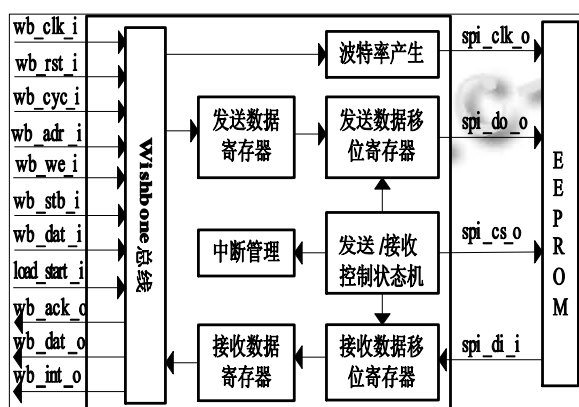 wb_clk_i
wb_rst_i
wb_cyc_i
wb_adr_i
wb_we_i
wb_stb_i
wb_dat_i
load_start_i
wb_ack_o
wb_dat_o
wb_int_o
Wishbone总线
波特率产生
发送数据
寄存器
发送数据移
位寄存器
中断管理
发送/接收
控制状态机
接收数据
寄存器
接收数据移
位寄存器
spi_clk_o
spi_do_o
spi_cs_o
spi_di_i
EEPROM